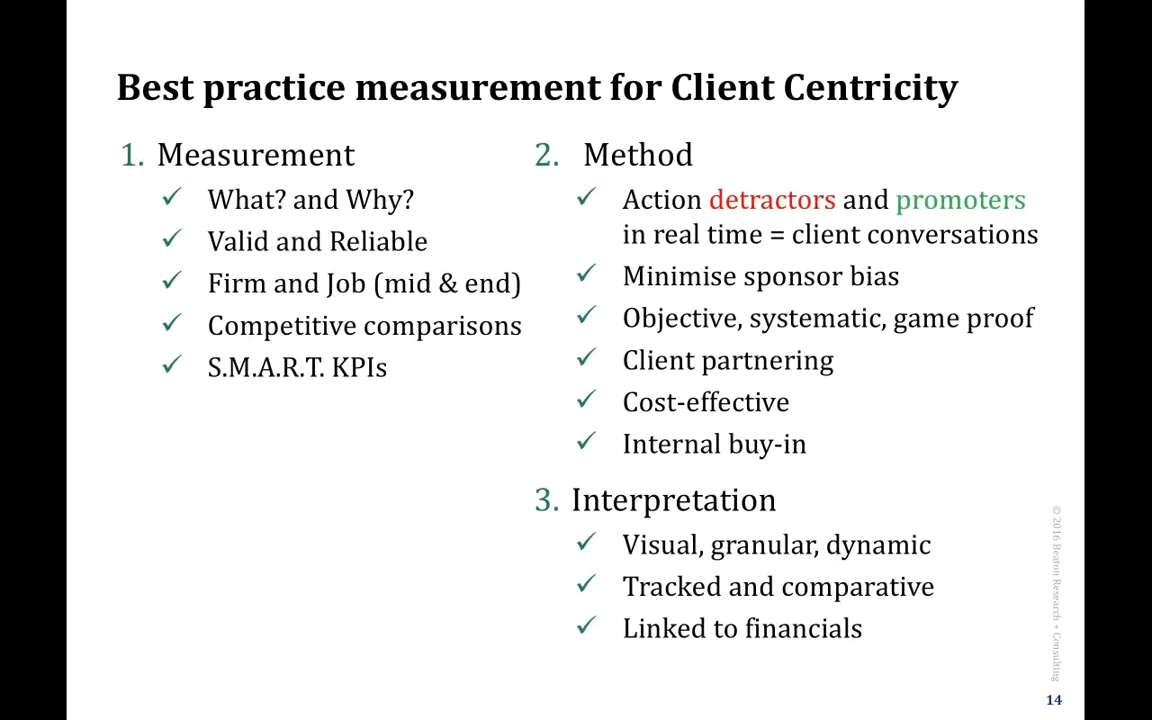 Best practice measurement for Client Centricity
1. Measurement
✓ What? and Why?
✓ Valid and Reliable
✓ Firm and Job (mid & end)
✓ Competitive comparisons
✓ S.M.A.R.T. KPIs
2. Method
✓ Action detractors and promoters
in real time = client conversations
✓ Minimise sponsor bias
✓ Objective, systematic, game proof
✓ Client partnering
✓ Cost-effective
✓ Internal buy-in
3. Interpretation
✓ Visual, granular, dynamic
✓ Tracked and comparative
✓ Linked to financials
© 2016 Beaton Research + Consulting
14